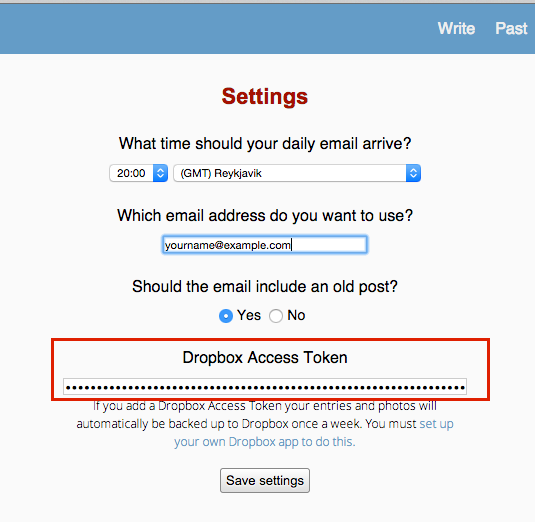 Write Past
Settings
What time should your daily email arrive?
20:00 (GMT) Reykjavik
Which email address do you want to use?
yourname@example.com
Should the email include an old post?
Yes No
Dropbox Access Token
If you add a Dropbox Access Token your entries and photos will
automatically be backed up to Dropbox once a week. You must set up
your own Dropbox app to do this.
Save settings